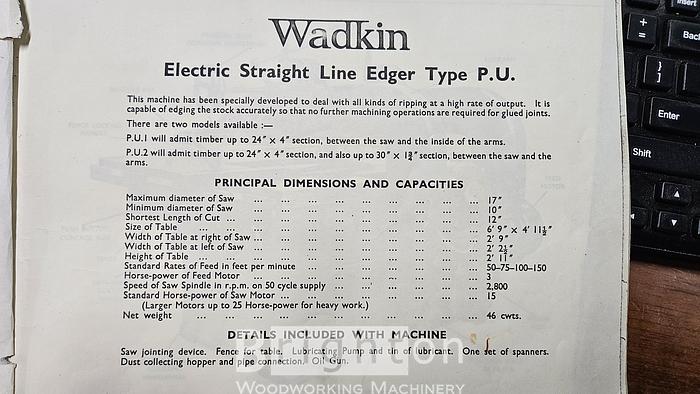 Wadkin
Electric Straight Line Edger Type P.U.
This machine has been specially developed to deal with all kinds of ripping at a high rate of output. It is
capable of edging the stock accurately so that no further machining operations are required for glued joints.
There are two models available :—
P.U.1 will admit timber up to 24" × 4" section, between the saw and the inside of the arms.
P.U.2 will admit timber up to 24" × 4" section, and also up to 30" × 1¾" section, between the saw and the
arms.
PRINCIPAL DIMENSIONS AND CAPACITIES
Maximum diameter of Saw ... ... ... ... ... ... ... ... ... 17"
Minimum diameter of Saw ... ... ... ... ... ... ... ... ... 10"
Shortest Length of Cut ... ... ... ... ... ... ... ... ... ... 12"
Size of Table ... ... ... ... ... ... ... ... ... ... ... 6' 9" × 4' 11½"
Width of Table at right of Saw ... ... ... ... ... ... ... ... ... 2' 9"
Width of Table at left of Saw ... ... ... ... ... ... ... ... ... 2' 2½"
Height of Table ... ... ... ... ... ... ... ... ... ... ... 2' 11"
Standard Rates of Feed in feet per minute ... ... ... ... ... ... ... 50-75-100-150
Horse-power of Feed Motor ... ... ... ... ... ... ... ... ... 3
Speed of Saw Spindle in r.p.m. on 50 cycle supply ... ... ... ... ... ... 2,800
Standard Horse-power of Saw Motor ... ... ... ... ... ... ... ... 15
(Larger Motors up to 25 Horse-power for heavy work.)
Net weight ... ... ... ... ... ... ... ... ... ... ... 46 cwts.
DETAILS INCLUDED WITH MACHINE
Saw jointing device. Fence for table. Lubricating Pump and tin of lubricant. One set of spanners.
Dust collecting hopper and pipe connection. Oil Gun.
Brighton
WOODWORKING MACHINERY
Insert
+
=
Back
}
]
Enter
Shift